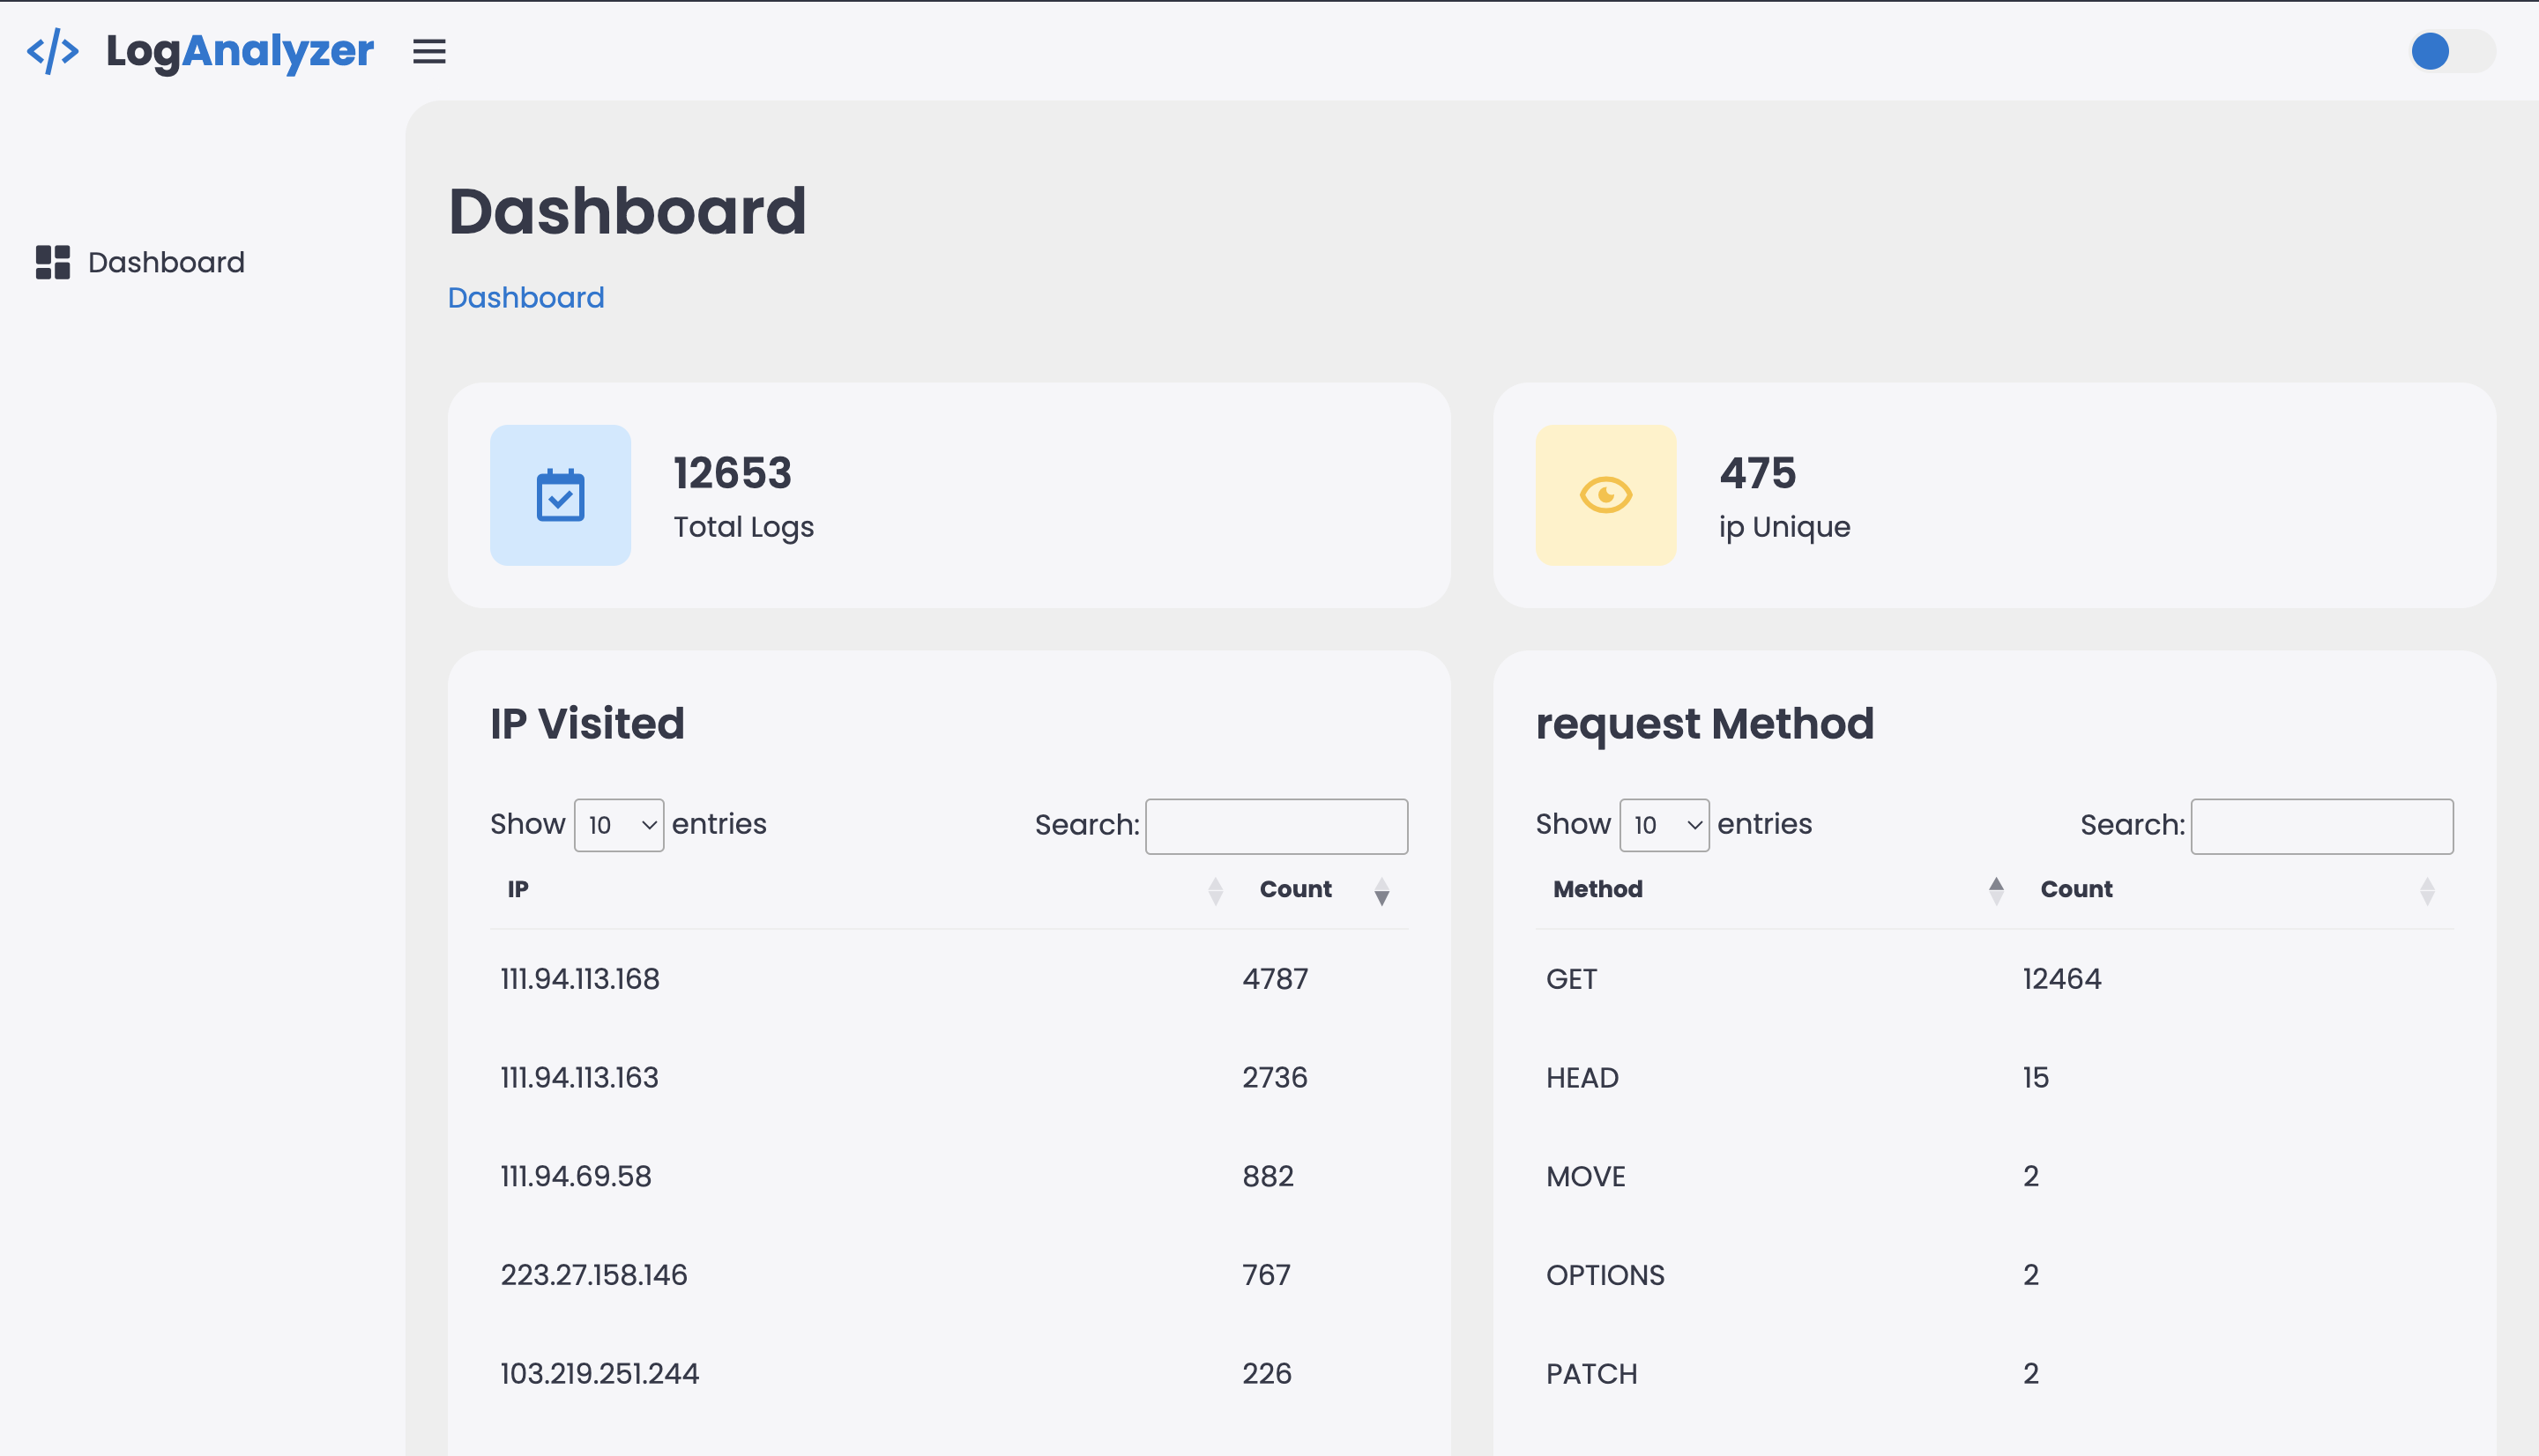 LogAnalyzer
Dashboard
Dashboard
Dashboard
12653
Total Logs
475
ip Unique
IP Visited
Show 10 entries Search:
IP Count
111.94.113.168 4787
111.94.113.163 2736
111.94.69.58 882
223.27.158.146 767
103.219.251.244 226
request Method
Show 10 entries Search:
Method Count
GET 12464
HEAD 15
MOVE 2
OPTIONS 2
PATCH 2